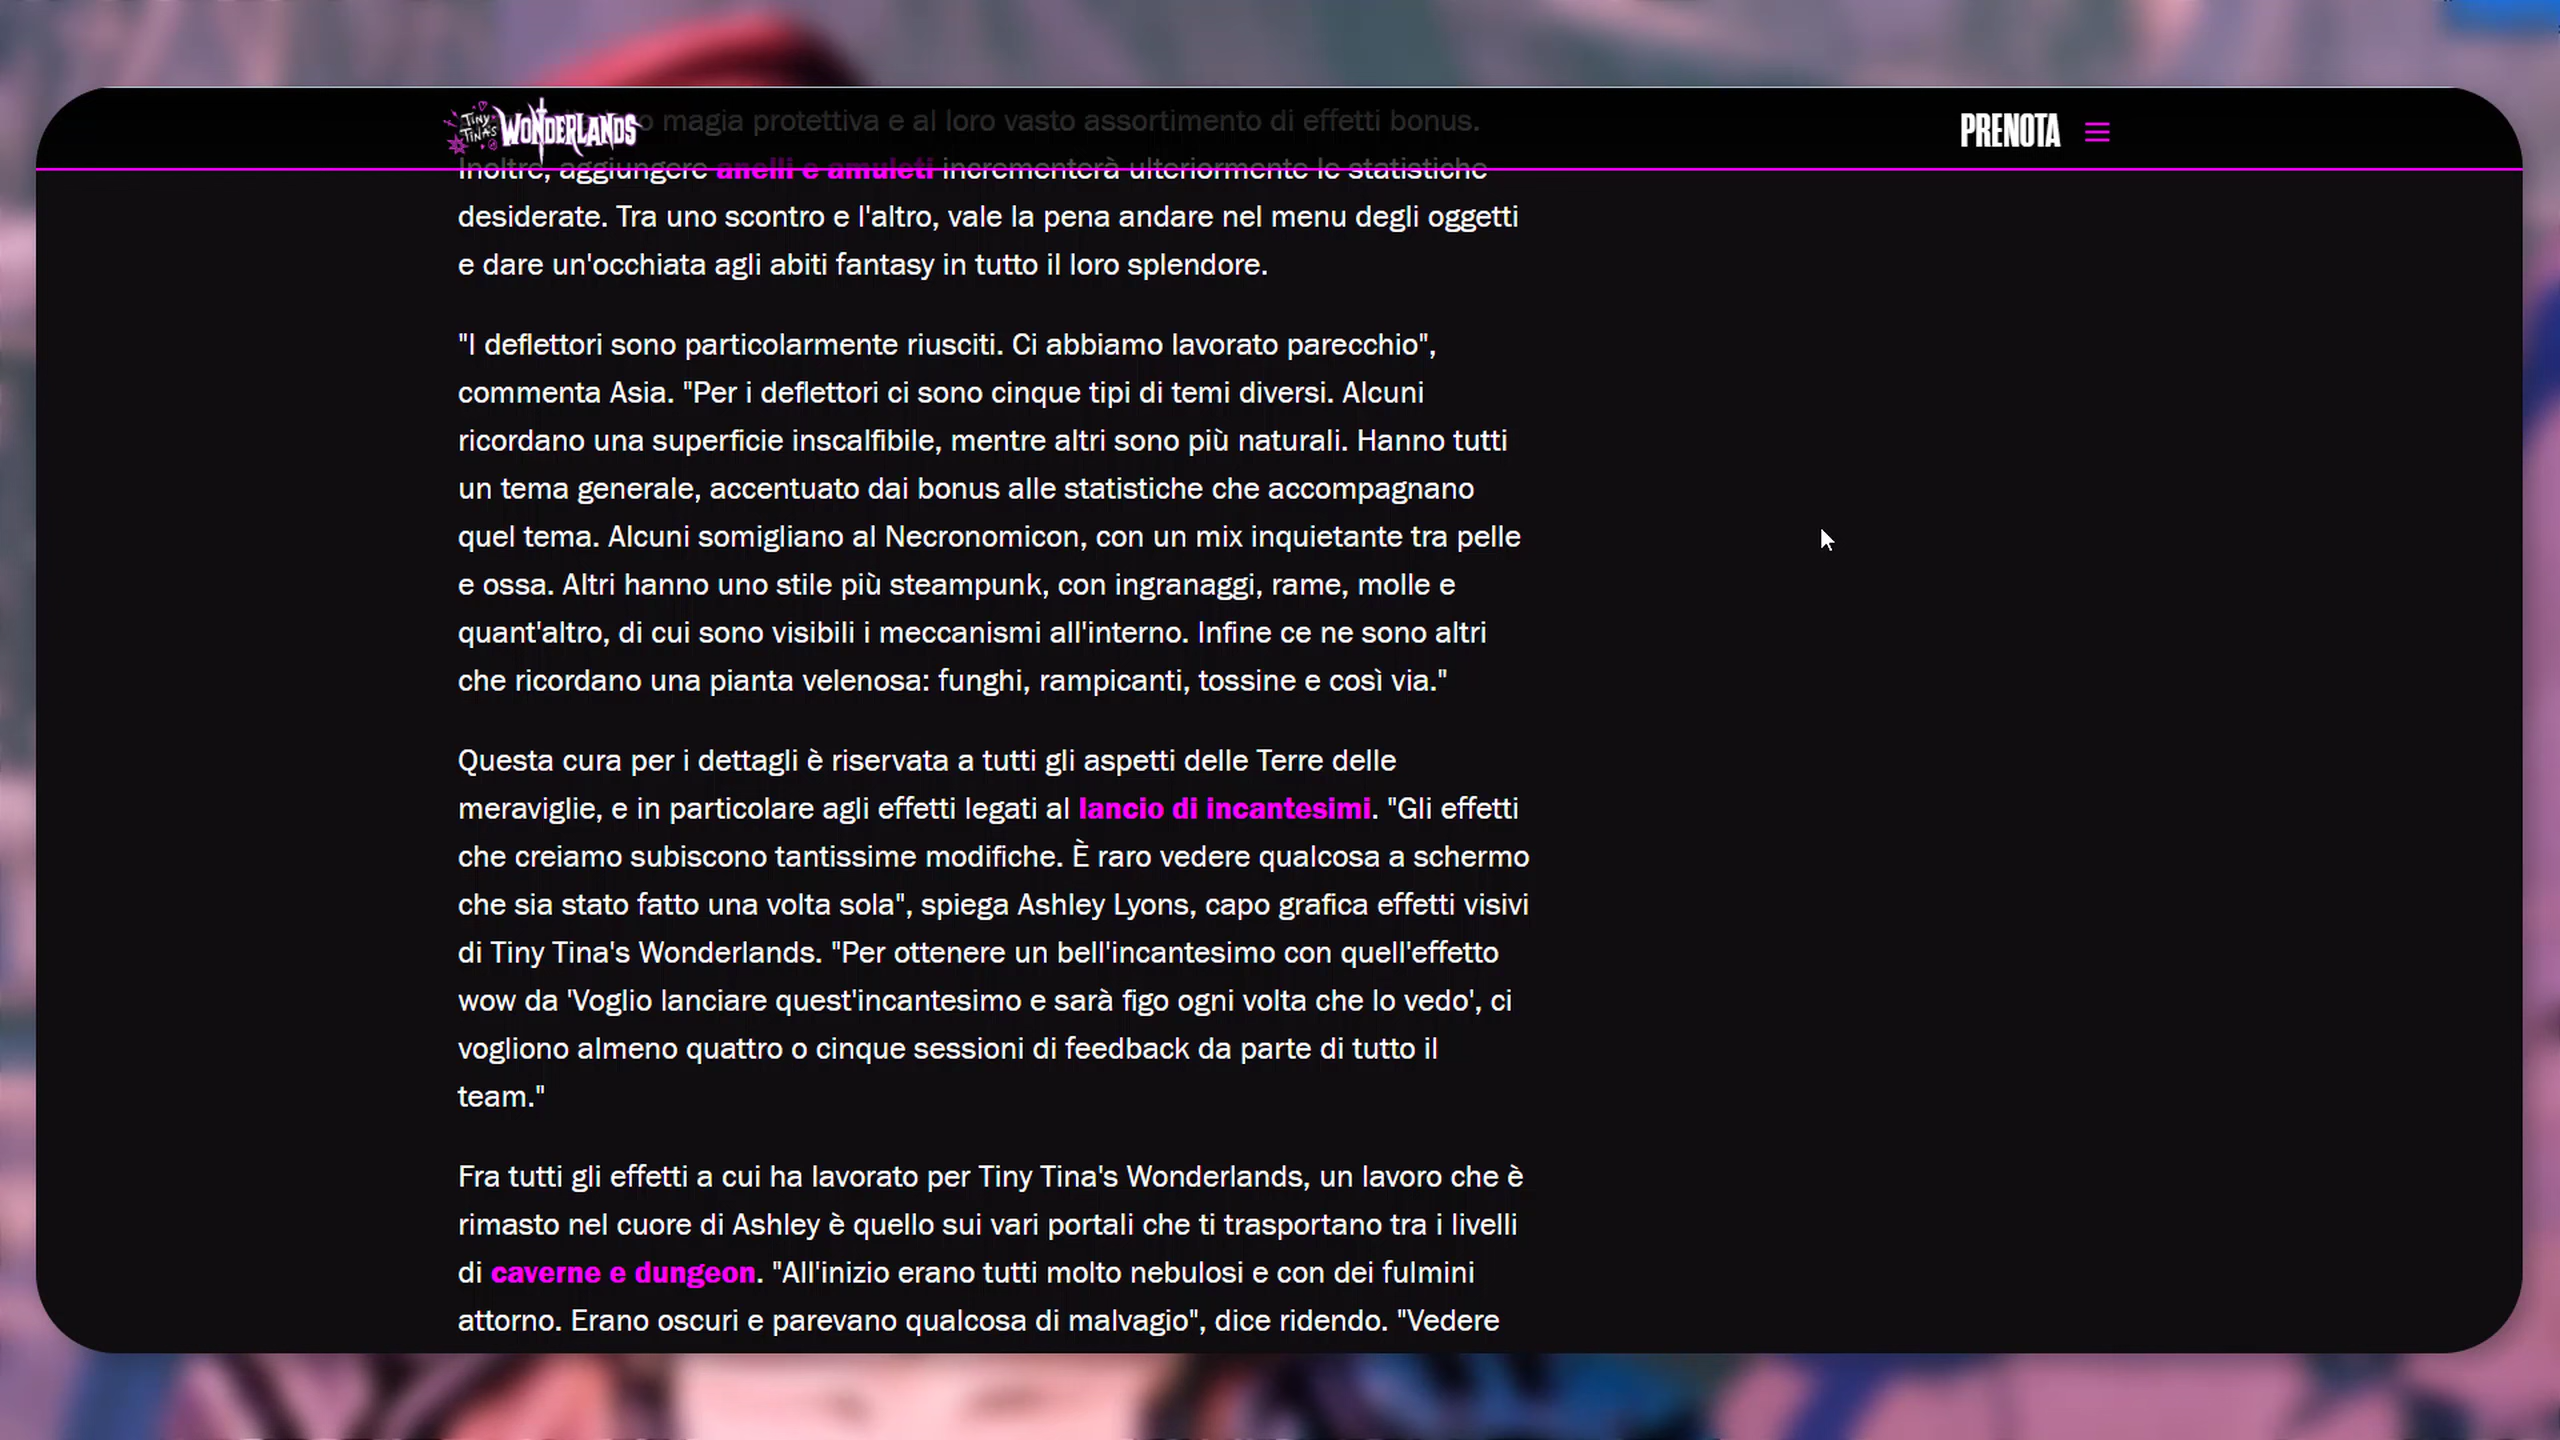 TINY TINA'S WONDERLANDS
PRENOTA
magia protettiva e al loro vasto assortimento di effetti bonus.
Inoltre, aggiungere anelli e amuleti incrementerà ulteriormente le statistiche
desiderate. Tra uno scontro e l'altro, vale la pena andare nel menu degli oggetti
e dare un'occhiata agli abiti fantasy in tutto il loro splendore.
"I deflettori sono particolarmente riusciti. Ci abbiamo lavorato parecchio",
commenta Asia. "Per i deflettori ci sono cinque tipi di temi diversi. Alcuni
ricordano una superficie inscalfibile, mentre altri sono più naturali. Hanno tutti
un tema generale, accentuato dai bonus alle statistiche che accompagnano
quel tema. Alcuni somigliano al Necronomicon, con un mix inquietante tra pelle
e ossa. Altri hanno uno stile più steampunk, con ingranaggi, rame, molle e
quant'altro, di cui sono visibili i meccanismi all'interno. Infine ce ne sono altri
che ricordano una pianta velenosa: funghi, rampicanti, tossine e così via."
Questa cura per i dettagli è riservata a tutti gli aspetti delle Terre delle
meraviglie, e in particolare agli effetti legati al lancio di incantesimi. "Gli effetti
che creiamo subiscono tantissime modifiche. È raro vedere qualcosa a schermo
che sia stato fatto una volta sola", spiega Ashley Lyons, capo grafica effetti visivi
di Tiny Tina's Wonderlands. "Per ottenere un bell'incantesimo con quell'effetto
wow da 'Voglio lanciare quest'incantesimo e sarà figo ogni volta che lo vedo', ci
vogliono almeno quattro o cinque sessioni di feedback da parte di tutto il
team."
Fra tutti gli effetti a cui ha lavorato per Tiny Tina's Wonderlands, un lavoro che è
rimasto nel cuore di Ashley è quello sui vari portali che ti trasportano tra i livelli
di caverne e dungeon. "All'inizio erano tutti molto nebulosi e con dei fulmini
attorno. Erano oscuri e parevano qualcosa di malvagio", dice ridendo. "Vedere